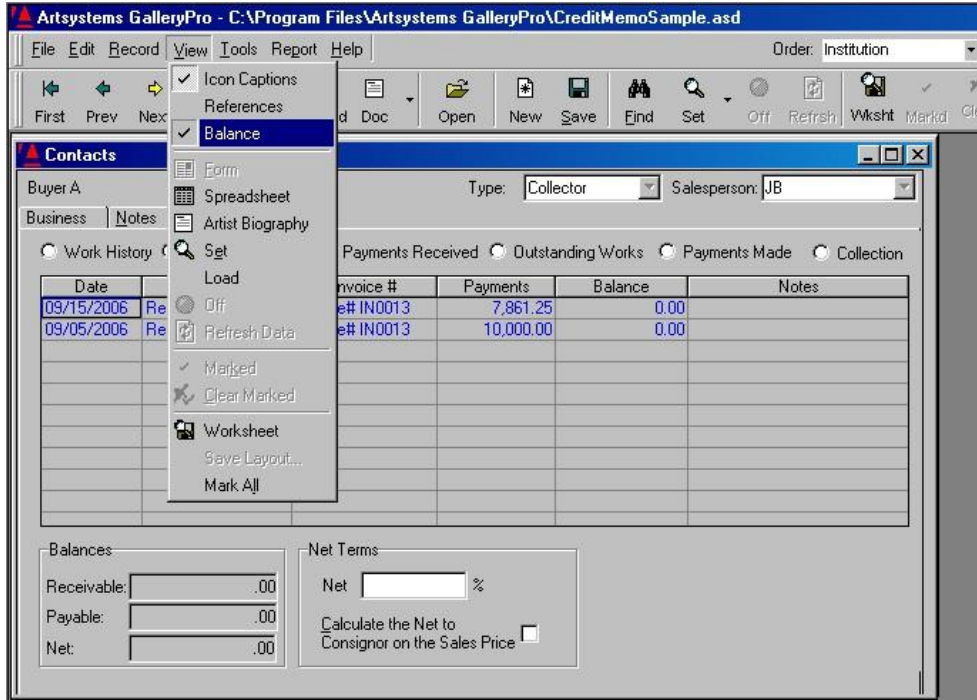 Artsystems GalleryPro - C:\Program Files\Artsystems GalleryPro\CreditMemoSample.asd
File Edit Record View Tools Report Help Order: Institution
First Prev Nex d Doc Open New Save Find Set Off Refrsh Wksht Markd Cle
Icon Captions
References
Balance
Form
Spreadsheet
Artist Biography
Set
Load
Off
Refresh Data
Marked
Clear Marked
Worksheet
Save Layout...
Mark All
Contacts
Buyer A Type: Collector Salesperson: JB
Business Notes
Work History Payments Received Outstanding Works Payments Made Collection
Date nvoice # Payments Balance Notes
09/15/2006 Re e# IN0013 7,861.25 0.00
09/05/2006 Re e# IN0013 10,000.00 0.00
Balances
Receivable: .00
Payable: .00
Net: .00
Net Terms
Net %
Calculate the Net to
Consignor on the Sales Price